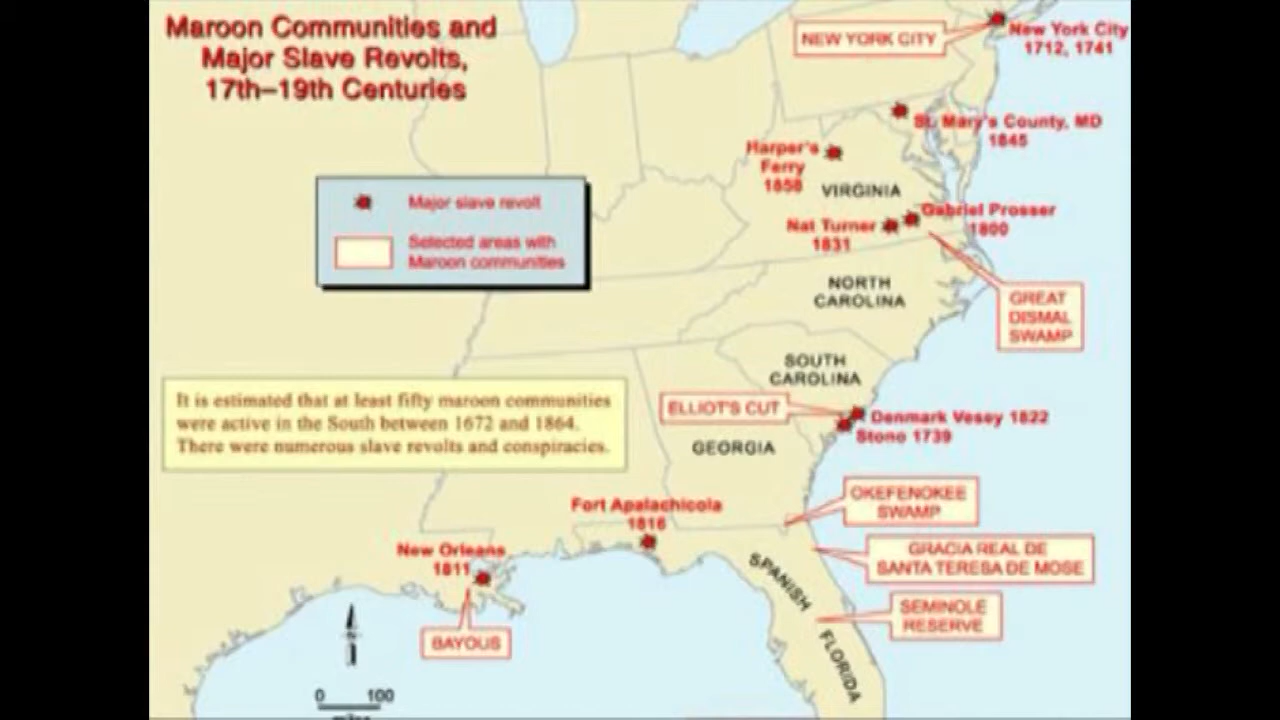 Maroon Communities and
Major Slave Revolts,
17th–19th Centuries
NEW YORK CITY
New York City
1712, 1741
St. Mary's County, MD
1845
Harper's
Ferry
1858
VIRGINIA
Major slave revolt
Selected areas with
Maroon communities
Gabriel Prosser
1800
Nat Turner
1831
NORTH
CAROLINA
GREAT
DISMAL
SWAMP
SOUTH
CAROLINA
It is estimated that at least fifty maroon communities
were active in the South between 1672 and 1864.
There were numerous slave revolts and conspiracies.
ELLIOT'S CUT
Denmark Vesey 1822
Stono 1739
GEORGIA
OKEFENOKEE
SWAMP
Fort Apalachicola
1816
New Orleans
1811
GRACIA REAL DE
SANTA TERESA DE MOSE
SPANISH
FLORIDA
SEMINOLE
RESERVE
BAYOUS
N
0 100
miles